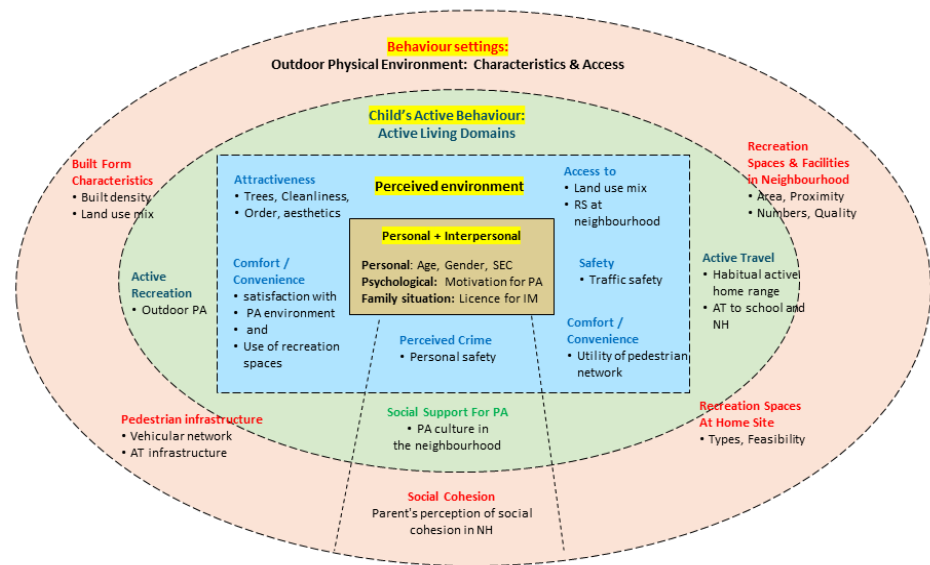 Behaviour settings:
Outdoor Physical Environment: Characteristics & Access
Child's Active Behaviour:
Active Living Domains
Built Form
Characteristics
• Built density
• Land use mix
Recreation
Spaces & Facilities
in Neighbourhood
• Area, Proximity
• Numbers, Quality
Attractiveness
• Trees, Cleanliness,
• Order, aesthetics
Perceived environment
Access to
• Land use mix
• RS at
neighbourhood
Personal + Interpersonal
Personal: Age, Gender, SEC
Psychological: Motivation for PA
Family situation: Licence for IM
Active
Recreation
• Outdoor PA
Comfort /
Convenience
• satisfaction with
• PA environment
• and
• Use of recreation
spaces
Safety
• Traffic safety
Active Travel
• Habitual active
home range
• AT to school and
NH
Perceived Crime
• Personal safety
Comfort /
Convenience
• Utility of pedestrian
network
Pedestrian infrastructure
• Vehicular network
• AT infrastructure
Social Support For PA
• PA culture in
the neighbourhood
Recreation Spaces
At Home Site
• Types, Feasibility
Social Cohesion
Parent's perception of social
cohesion in NH